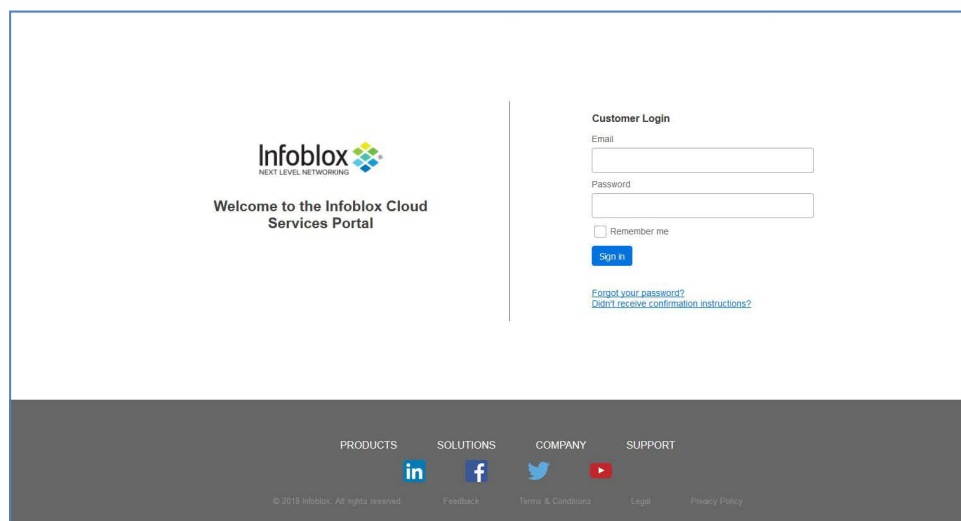 Infoblox
NEXT LEVEL NETWORKING
Welcome to the Infoblox Cloud
Services Portal
Customer Login
Email
Password
Remember me
Sign in
Forgot your password?
Didn't receive confirmation instructions?
PRODUCTS SOLUTIONS COMPANY SUPPORT
© 2018 Infoblox. All rights reserved. Feedback Terms & Conditions Legal Privacy Policy